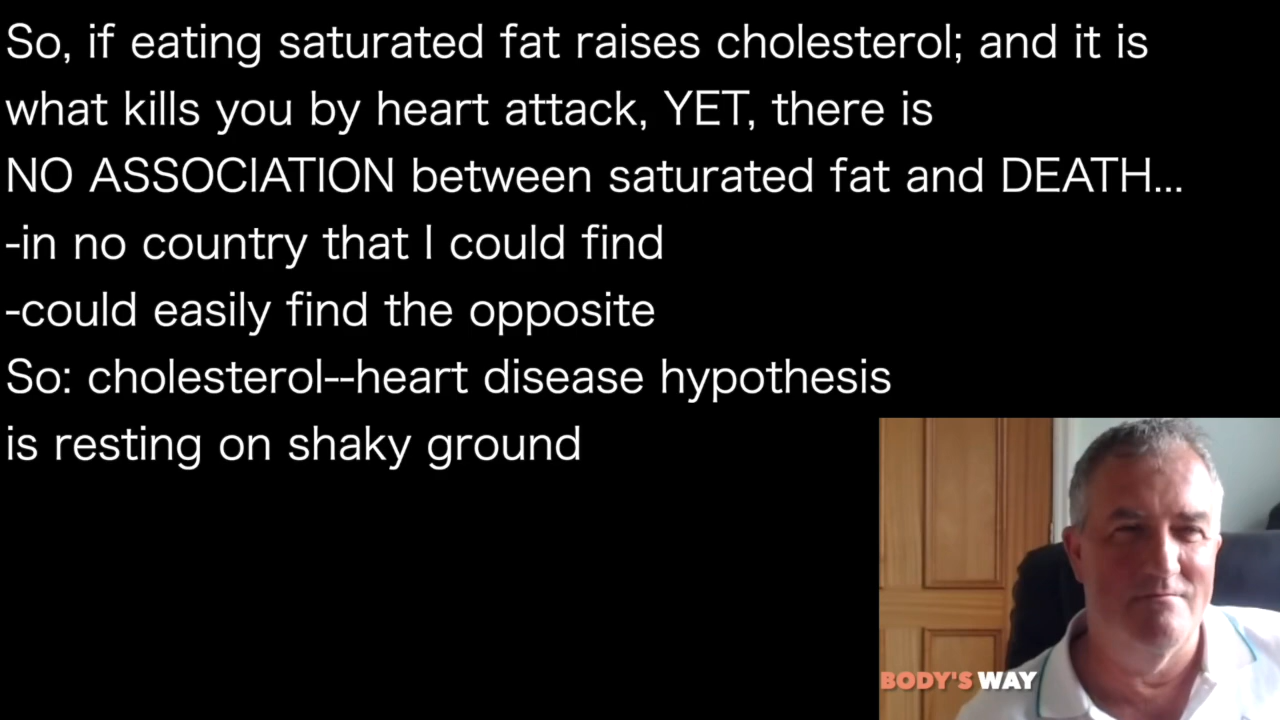 So, if eating saturated fat raises cholesterol; and it is
what kills you by heart attack, YET, there is
NO ASSOCIATION between saturated fat and DEATH...
-in no country that I could find
-could easily find the opposite
So: cholesterol--heart disease hypothesis
is resting on shaky ground
BODY'S WAY